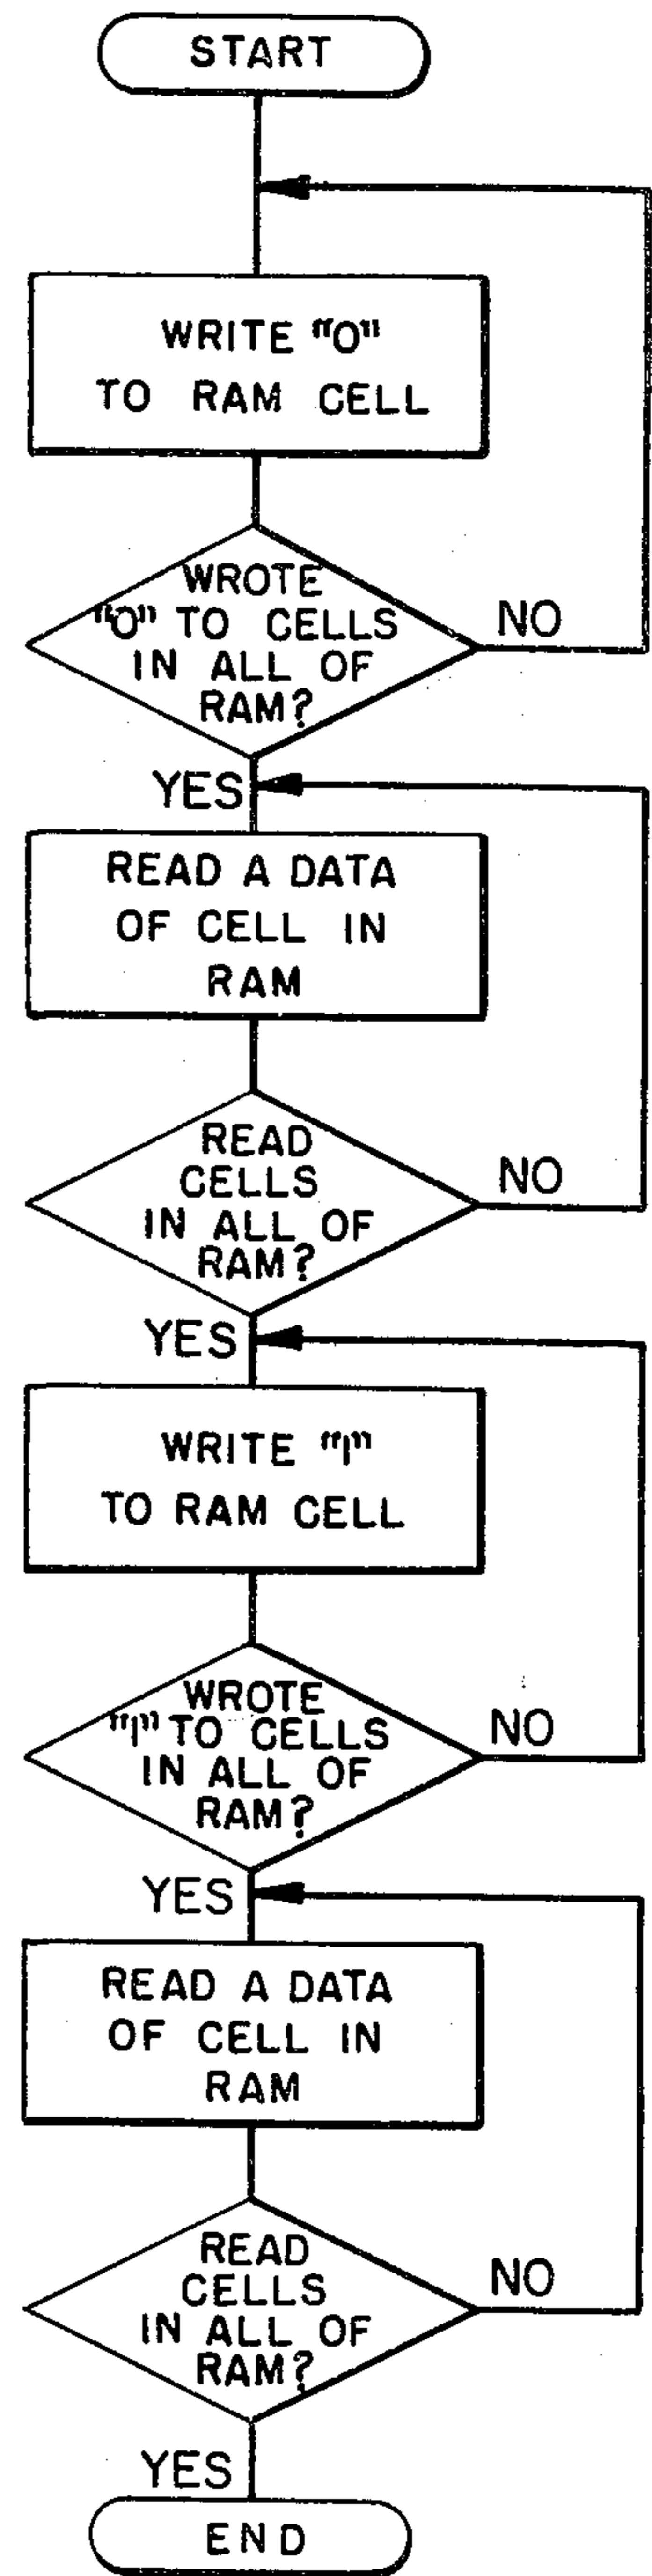 START
WRITE "0"
TO RAM CELL
WROTE
"0" TO CELLS
IN ALL OF
RAM?
NO
YES
READ A DATA
OF CELL IN
RAM
READ
CELLS
IN ALL OF
RAM?
NO
YES
WRITE "1"
TO RAM CELL
WROTE
"1" TO CELLS
IN ALL OF
RAM?
NO
YES
READ A DATA
OF CELL IN
RAM
READ
CELLS
IN ALL OF
RAM?
NO
YES
END